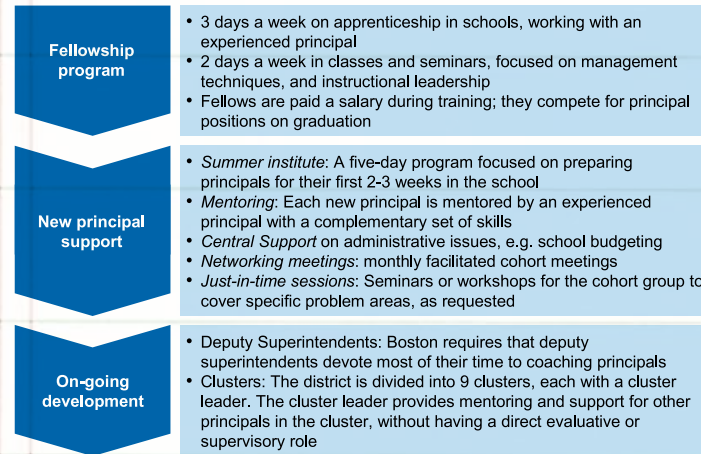 Fellowship
program
• 3 days a week on apprenticeship in schools, working with an
experienced principal
• 2 days a week in classes and seminars, focused on management
techniques, and instructional leadership
• Fellows are paid a salary during training; they compete for principal
positions on graduation
New principal
support
• Summer institute: A five-day program focused on preparing
principals for their first 2-3 weeks in the school
• Mentoring: Each new principal is mentored by an experienced
principal with a complementary set of skills
• Central Support on administrative issues, e.g. school budgeting
• Networking meetings: monthly facilitated cohort meetings
• Just-in-time sessions: Seminars or workshops for the cohort group to
cover specific problem areas, as requested
On-going
development
• Deputy Superintendents: Boston requires that deputy
superintendents devote most of their time to coaching principals
• Clusters: The district is divided into 9 clusters, each with a cluster
leader. The cluster leader provides mentoring and support for other
principals in the cluster, without having a direct evaluative or
supervisory role